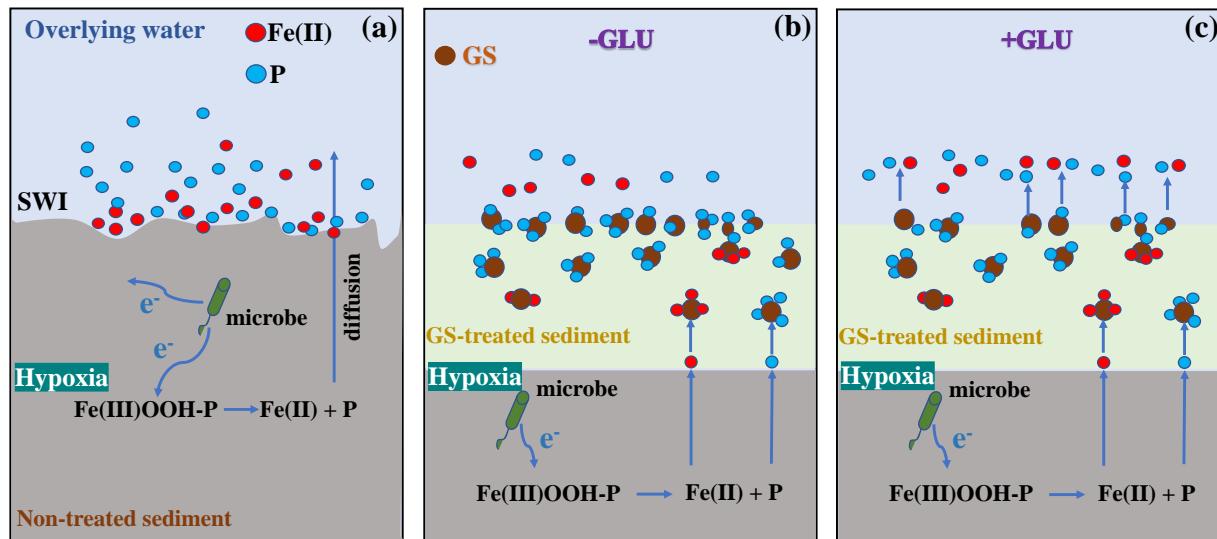 (a)
Overlying water
Fe(II)
P
SWI
diffusion
e-
microbe
e-
Hypoxia
Fe(III)OOH-P
Fe(II) + P
Non-treated sediment
(b)
-GLU
GS
GS-treated sediment
Hypoxia
microbe
e-
Fe(III)OOH-P
Fe(II) + P
(c)
+GLU
GS-treated sediment
Hypoxia
microbe
e-
Fe(III)OOH-P
Fe(II) + P